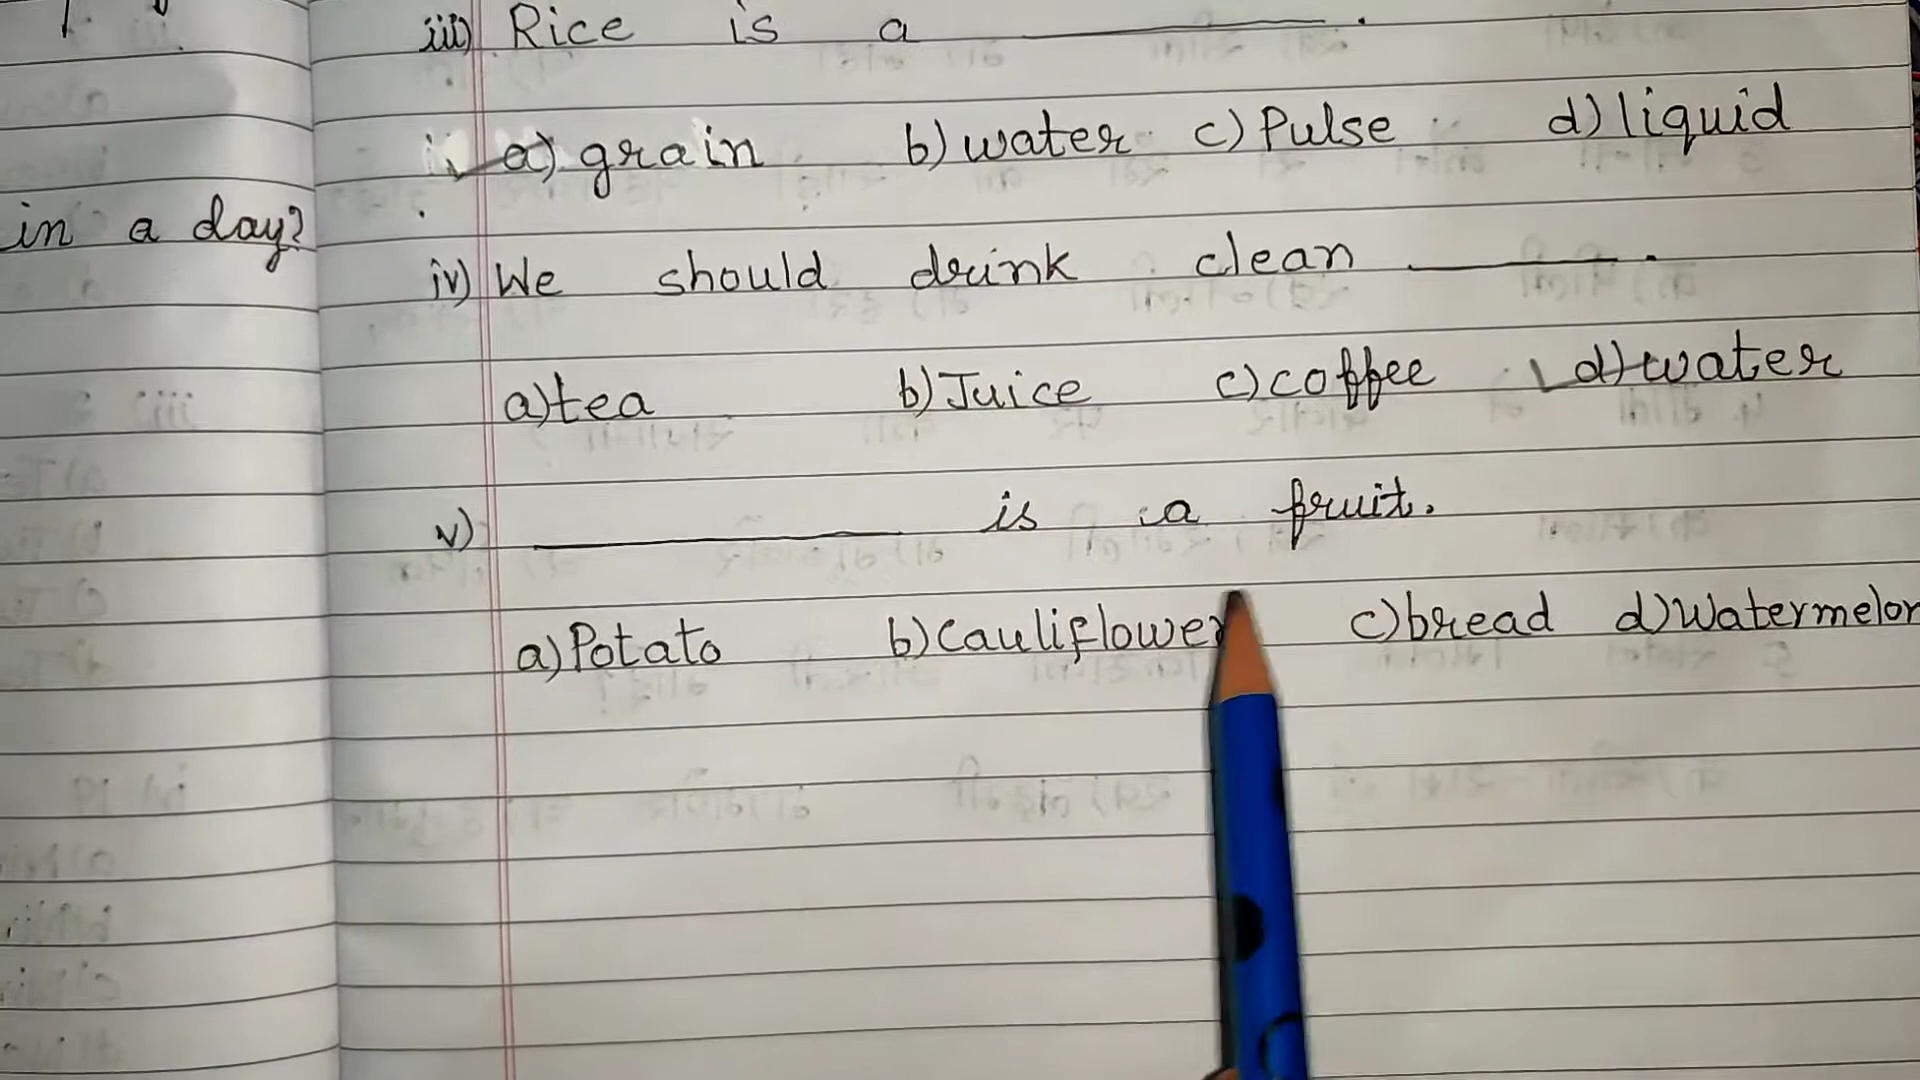 iii) Rice is a ________.
a) grain b) water c) Pulse d) liquid
in a day?
iv) We should drink clean ________.
a) tea b) Juice c) coffee d) water
v) ________ is a fruit.
a) Potato b) Cauliflower c) bread d) Watermelon